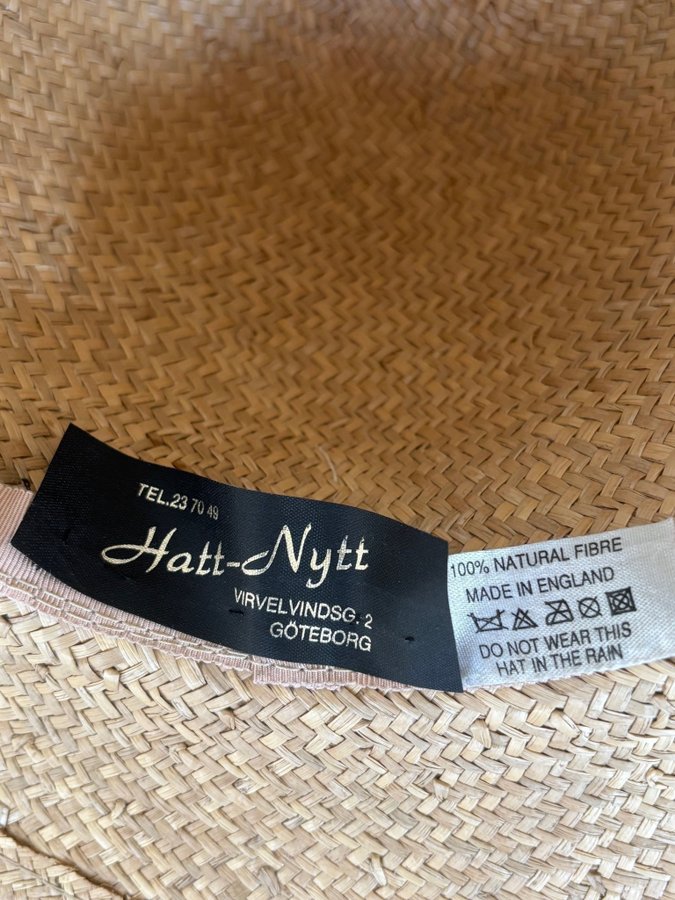 TEL.23 70 49
Hatt-Nytt
VIRVELVINDSG. 2
GÖTEBORG
100% NATURAL FIBRE
MADE IN ENGLAND
DO NOT WEAR THIS
HAT IN THE RAIN